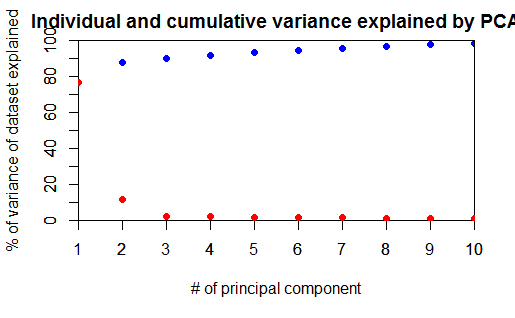 Individual and cumulative variance explained by PCA
% of variance of dataset explained
100
80
60
40
20
0
1 2 3 4 5 6 7 8 9 10
# of principal component